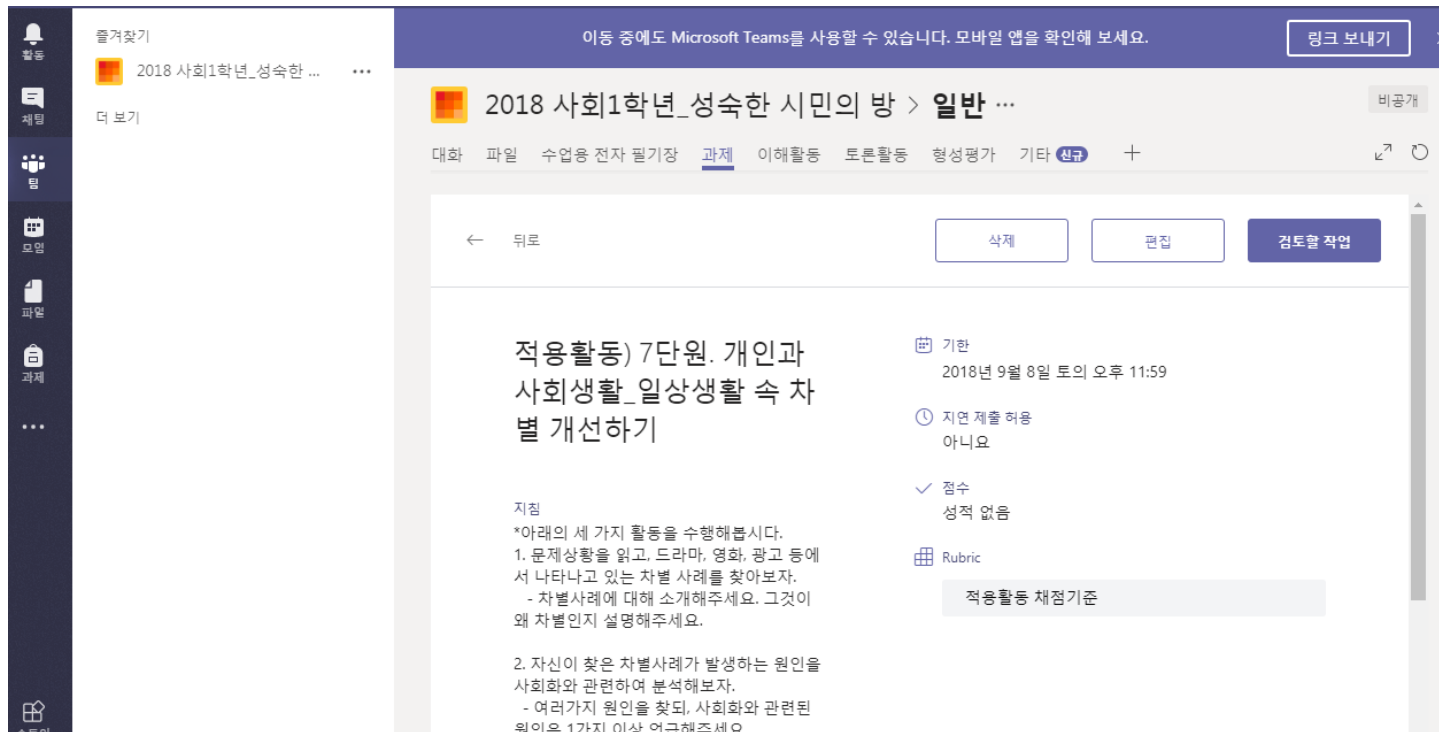 활동
채팅
팀
모임
파일
과제
즐겨찾기
2018 사회1학년_성숙한 ...
더 보기
이동 중에도 Microsoft Teams를 사용할 수 있습니다. 모바일 앱을 확인해 보세요.
링크 보내기
2018 사회1학년_성숙한 시민의 방 > 일반 ...
비공개
대화 파일 수업용 전자 필기장 과제 이해활동 토론활동 형성평가 기타 신규 +
← 뒤로
삭제
편집
검토할 작업
적용활동) 7단원. 개인과
사회생활_일상생활 속 차
별 개선하기
지침
*아래의 세 가지 활동을 수행해봅시다.
1. 문제상황을 읽고, 드라마, 영화, 광고 등에
서 나타나고 있는 차별 사례를 찾아보자.
- 차별사례에 대해 소개해주세요. 그것이
왜 차별인지 설명해주세요.
2. 자신이 찾은 차별사례가 발생하는 원인을
사회화와 관련하여 분석해보자.
- 여러가지 원인을 찾되, 사회화와 관련된
원인은 1가지 이상 언급해주세요
기한
2018년 9월 8일 토의 오후 11:59
지연 제출 허용
아니요
점수
성적 없음
Rubric
적용활동 채점기준